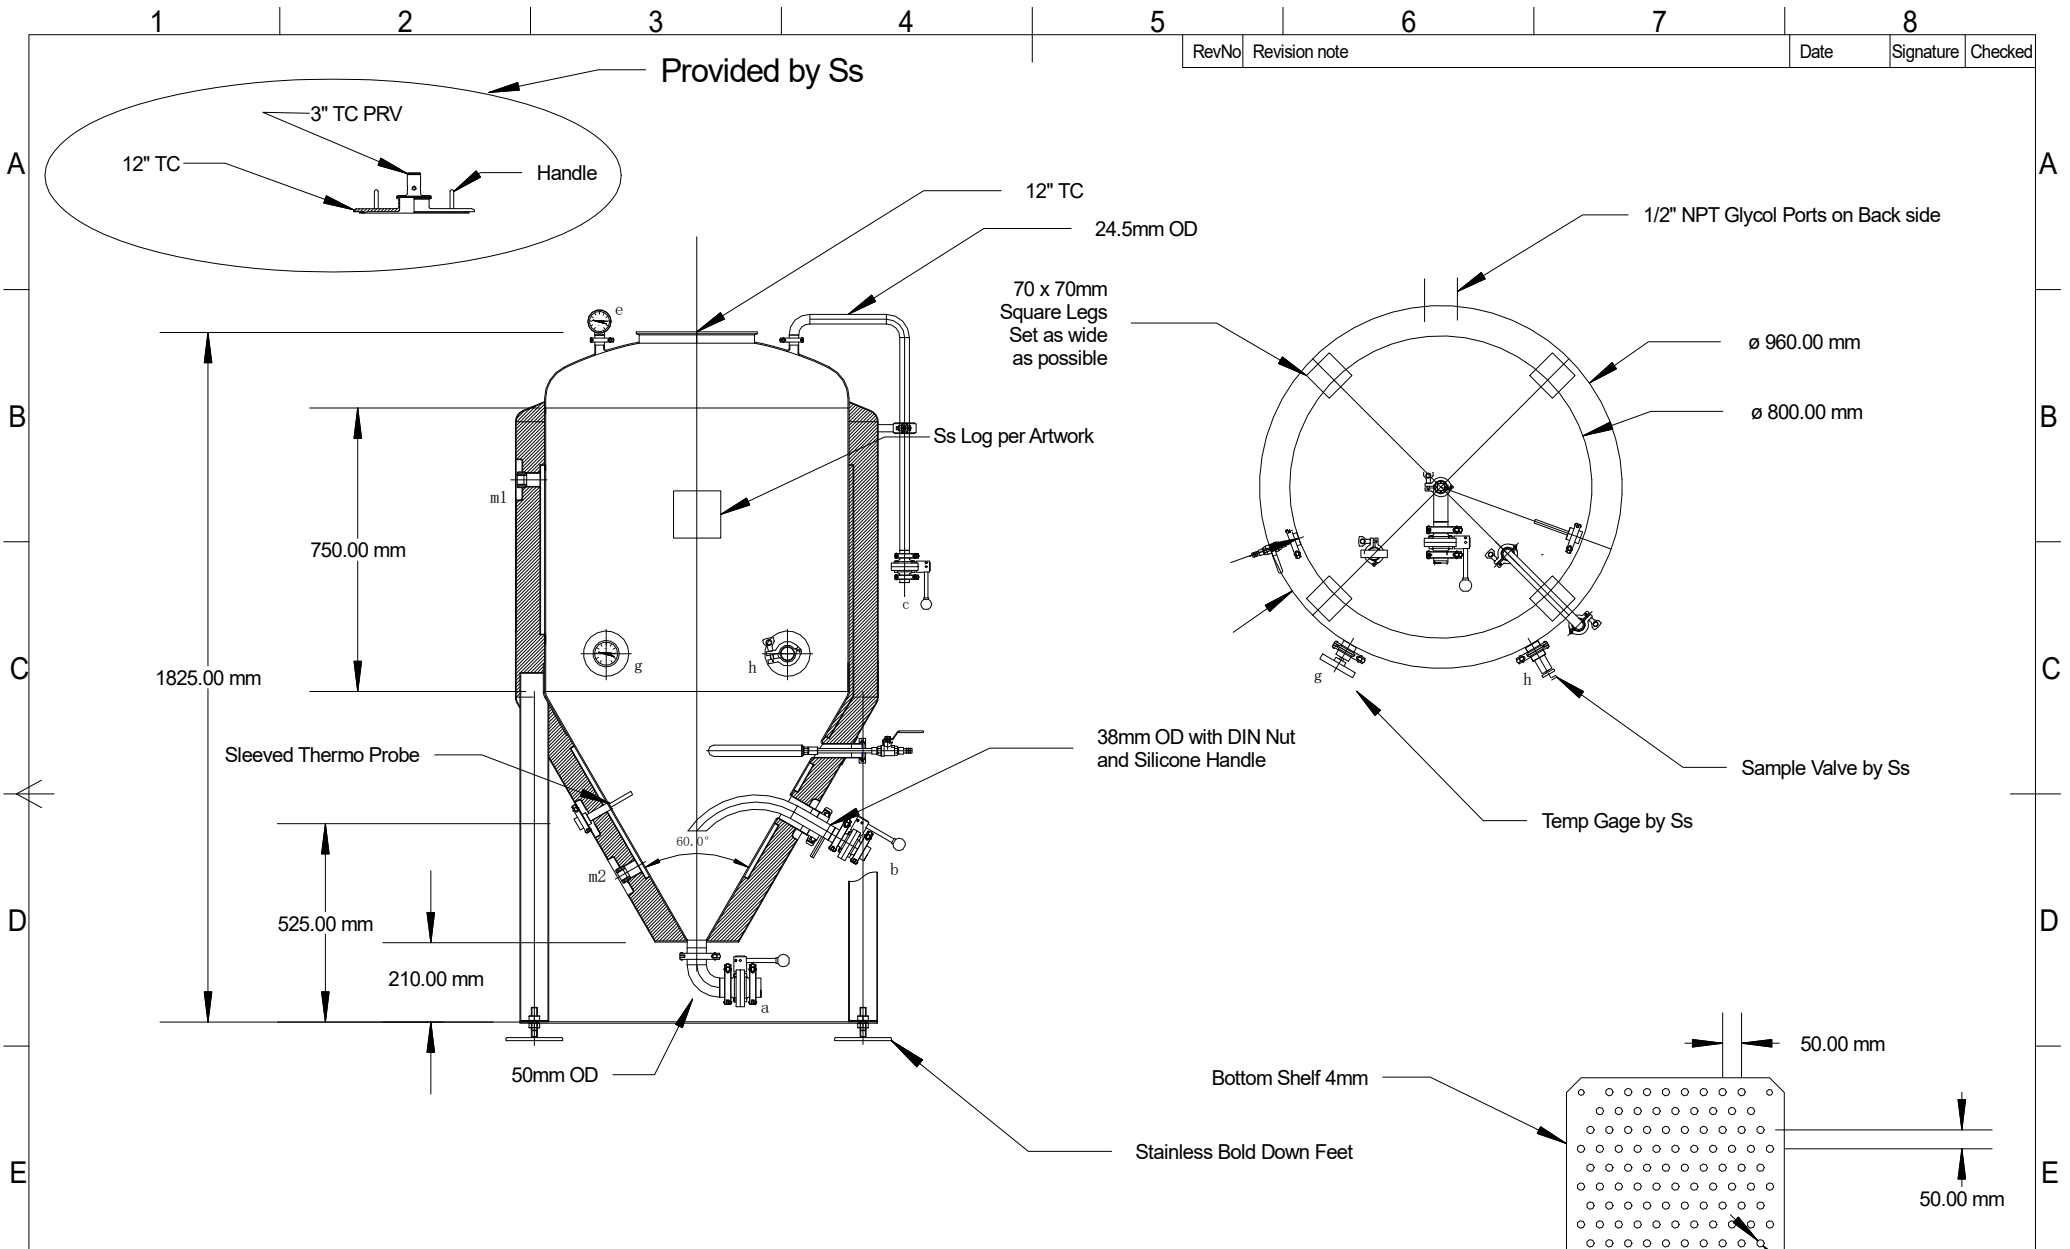 1 2 3 4 5 6 7 8
RevNo Revision note Date Signature Checked
Provided by Ss
3" TC PRV
12" TC
Handle
A
A
12" TC
24.5mm OD
1/2" NPT Glycol Ports on Back side
70 x 70mm
Square Legs
Set as wide
as possible
e
ø 960.00 mm
ø 800.00 mm
B
B
Ss Log per Artwork
m1
750.00 mm
c
C
C
1825.00 mm
g
h
g
h
Sleeved Thermo Probe
38mm OD with DIN Nut
and Silicone Handle
Sample Valve by Ss
Temp Gage by Ss
60.0°
m2
b
D
D
525.00 mm
210.00 mm
a
50mm OD
50.00 mm
Bottom Shelf 4mm
Stainless Bold Down Feet
E
E
50.00 mm